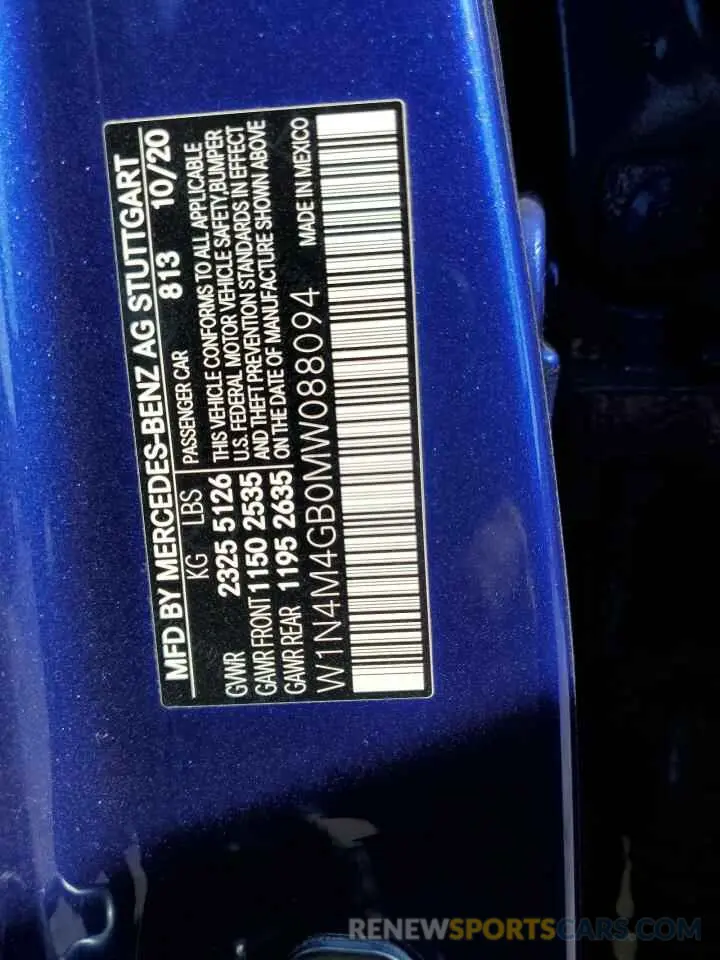 MFD BY MERCEDES-BENZ AG STUTTGART
KG LBS PASSENGER CAR 813 10/20
GVWR 2325 5126
GAWR FRONT 1150 2535
GAWR REAR 1195 2635
THIS VEHICLE CONFORMS TO ALL APPLICABLE
U.S. FEDERAL MOTOR VEHICLE SAFETY,BUMPER
AND THEFT PREVENTION STANDARDS IN EFFECT
ON THE DATE OF MANUFACTURE SHOWN ABOVE
W1N4M4GB0MW088094 MADE IN MEXICO
RENEWSPORTSCARS.COM